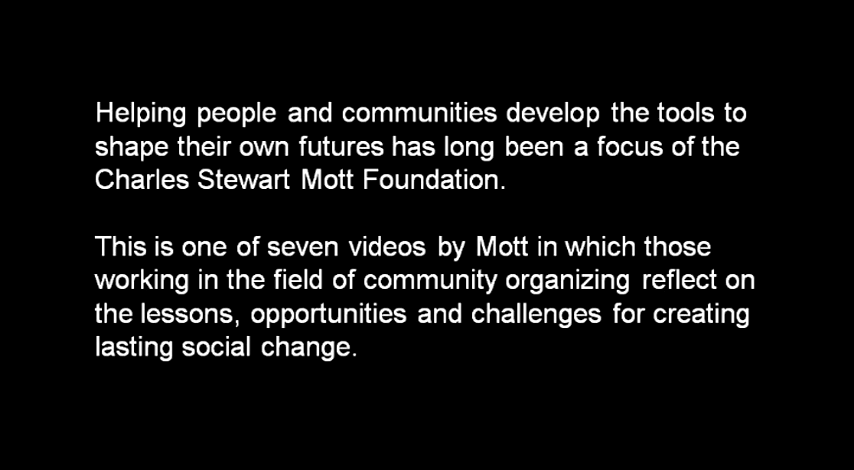 Helping people and communities develop the tools to
shape their own futures has long been a focus of the
Charles Stewart Mott Foundation.
This is one of seven videos by Mott in which those
working in the field of community organizing reflect on
the lessons, opportunities and challenges for creating
lasting social change.